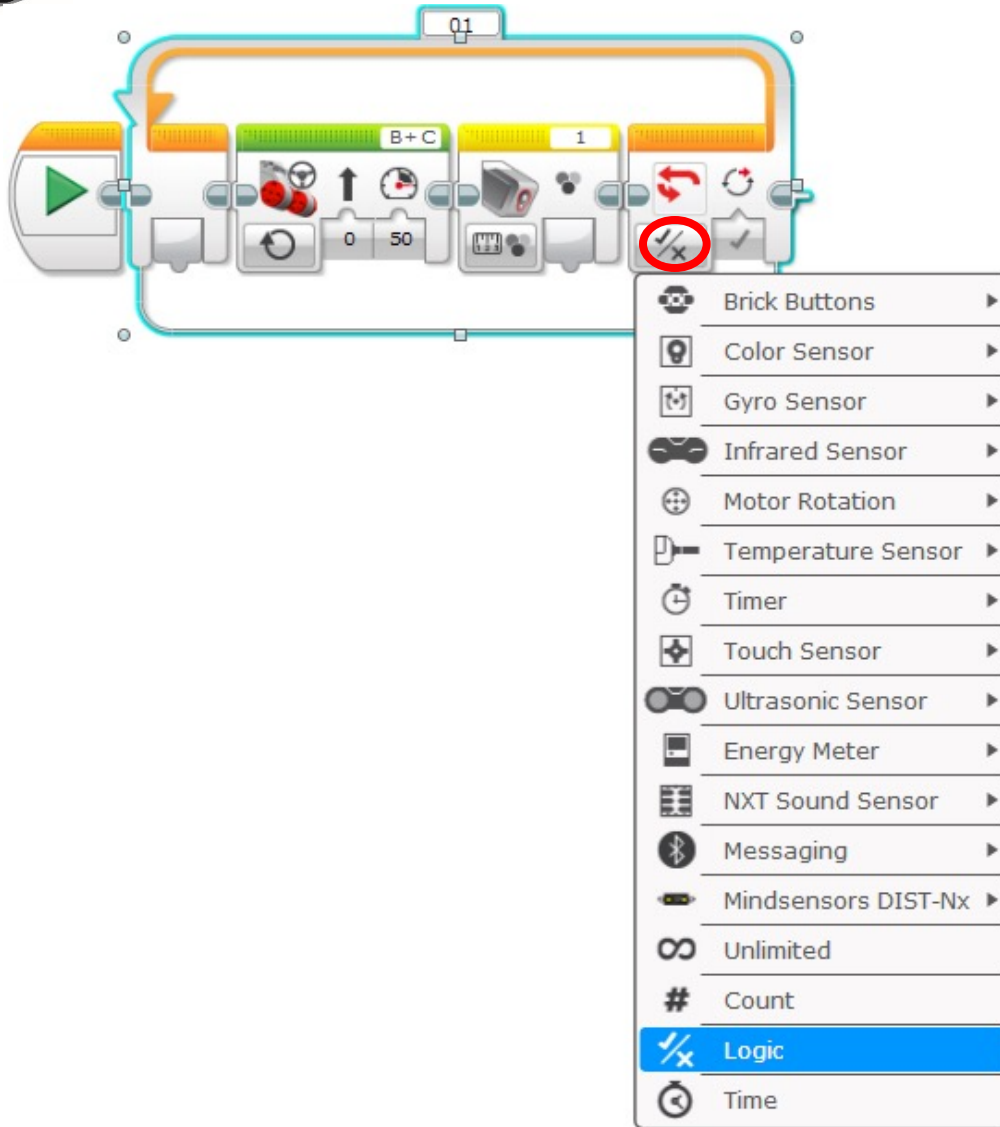 01
B+C
1
0
50
Brick Buttons
Color Sensor
Gyro Sensor
Infrared Sensor
Motor Rotation
Temperature Sensor
Timer
Touch Sensor
Ultrasonic Sensor
Energy Meter
NXT Sound Sensor
Messaging
Mindsensors DIST-Nx
Unlimited
# Count
Logic
Time